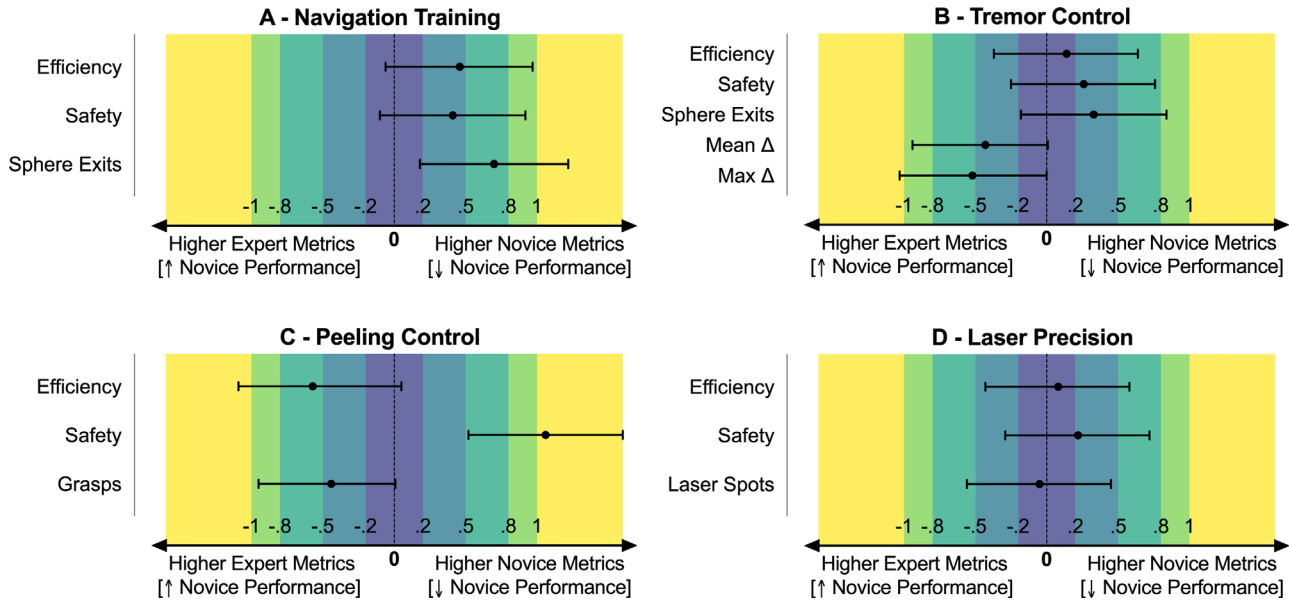 A - Navigation Training
Efficiency
Safety
Sphere Exits
-1 -.8 -.5 -.2 .2 .5 .8 1
0
Higher Expert Metrics
[↑ Novice Performance]
Higher Novice Metrics
[↓ Novice Performance]
B - Tremor Control
Efficiency
Safety
Sphere Exits
Mean Δ
Max Δ
-1 -.8 -.5 -.2 .2 .5 .8 1
0
Higher Expert Metrics
[↑ Novice Performance]
Higher Novice Metrics
[↓ Novice Performance]
C - Peeling Control
Efficiency
Safety
Grasps
-1 -.8 -.5 -.2 .2 .5 .8 1
0
Higher Expert Metrics
[↑ Novice Performance]
Higher Novice Metrics
[↓ Novice Performance]
D - Laser Precision
Efficiency
Safety
Laser Spots
-1 -.8 -.5 -.2 .2 .5 .8 1
0
Higher Expert Metrics
[↑ Novice Performance]
Higher Novice Metrics
[↓ Novice Performance]